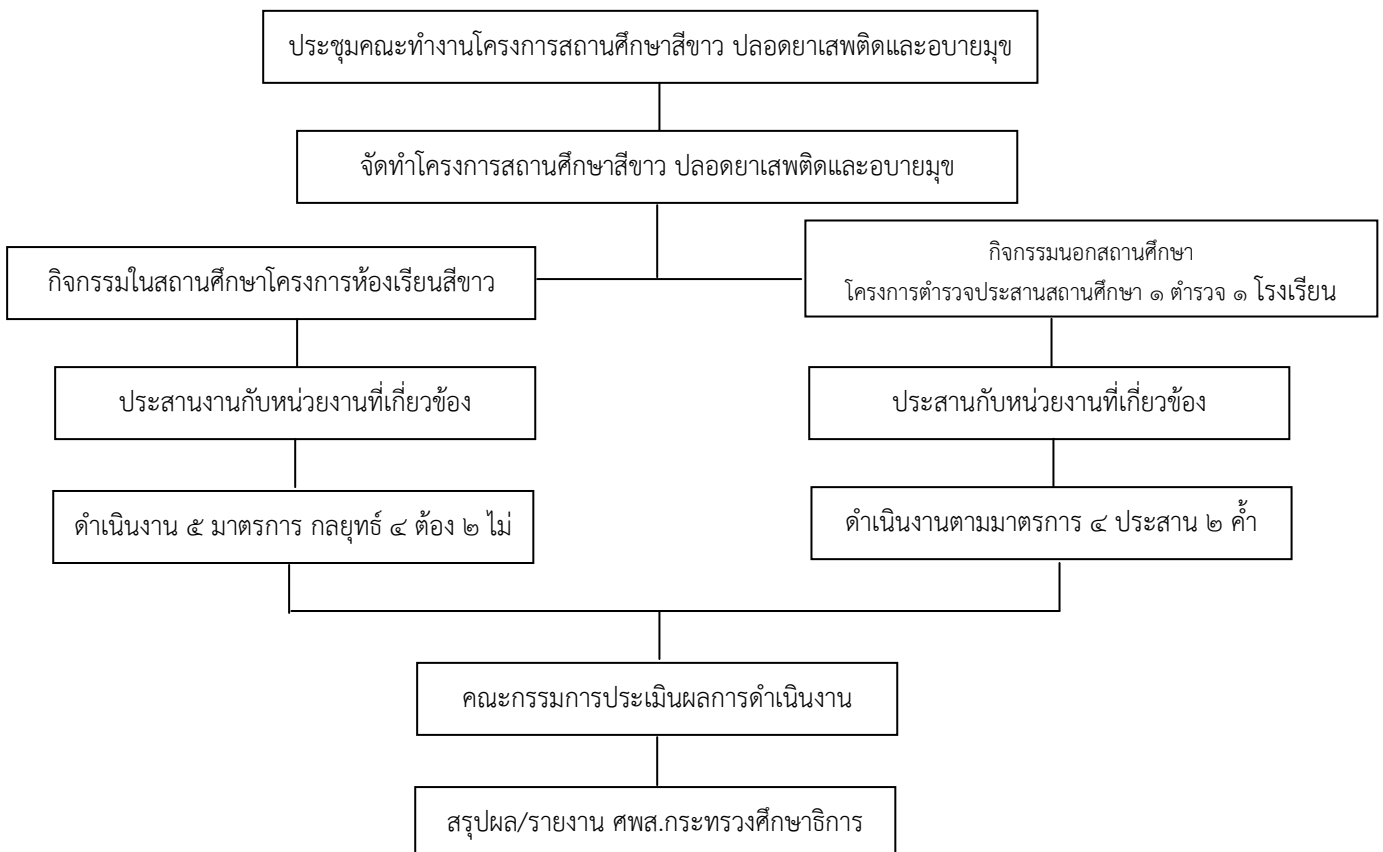 ประชุมคณะทำงานโครงการสถานศึกษาสีขาว ปลอดยาเสพติดและอบายมุข
จัดทำโครงการสถานศึกษาสีขาว ปลอดยาเสพติดและอบายมุข
กิจกรรมในสถานศึกษาโครงการห้องเรียนสีขาว
กิจกรรมนอกสถานศึกษา
โครงการตำรวจประสานสถานศึกษา ๑ ตำรวจ ๑ โรงเรียน
ประสานงานกับหน่วยงานที่เกี่ยวข้อง
ประสานกับหน่วยงานที่เกี่ยวข้อง
ดำเนินงาน ๕ มาตรการ กลยุทธ์ ๔ ต้อง ๒ ไม่
ดำเนินงานตามมาตรการ ๔ ประสาน ๒ ค้ำ
คณะกรรมการประเมินผลการดำเนินงาน
สรุปผล/รายงาน ศพส.กระทรวงศึกษาธิการ